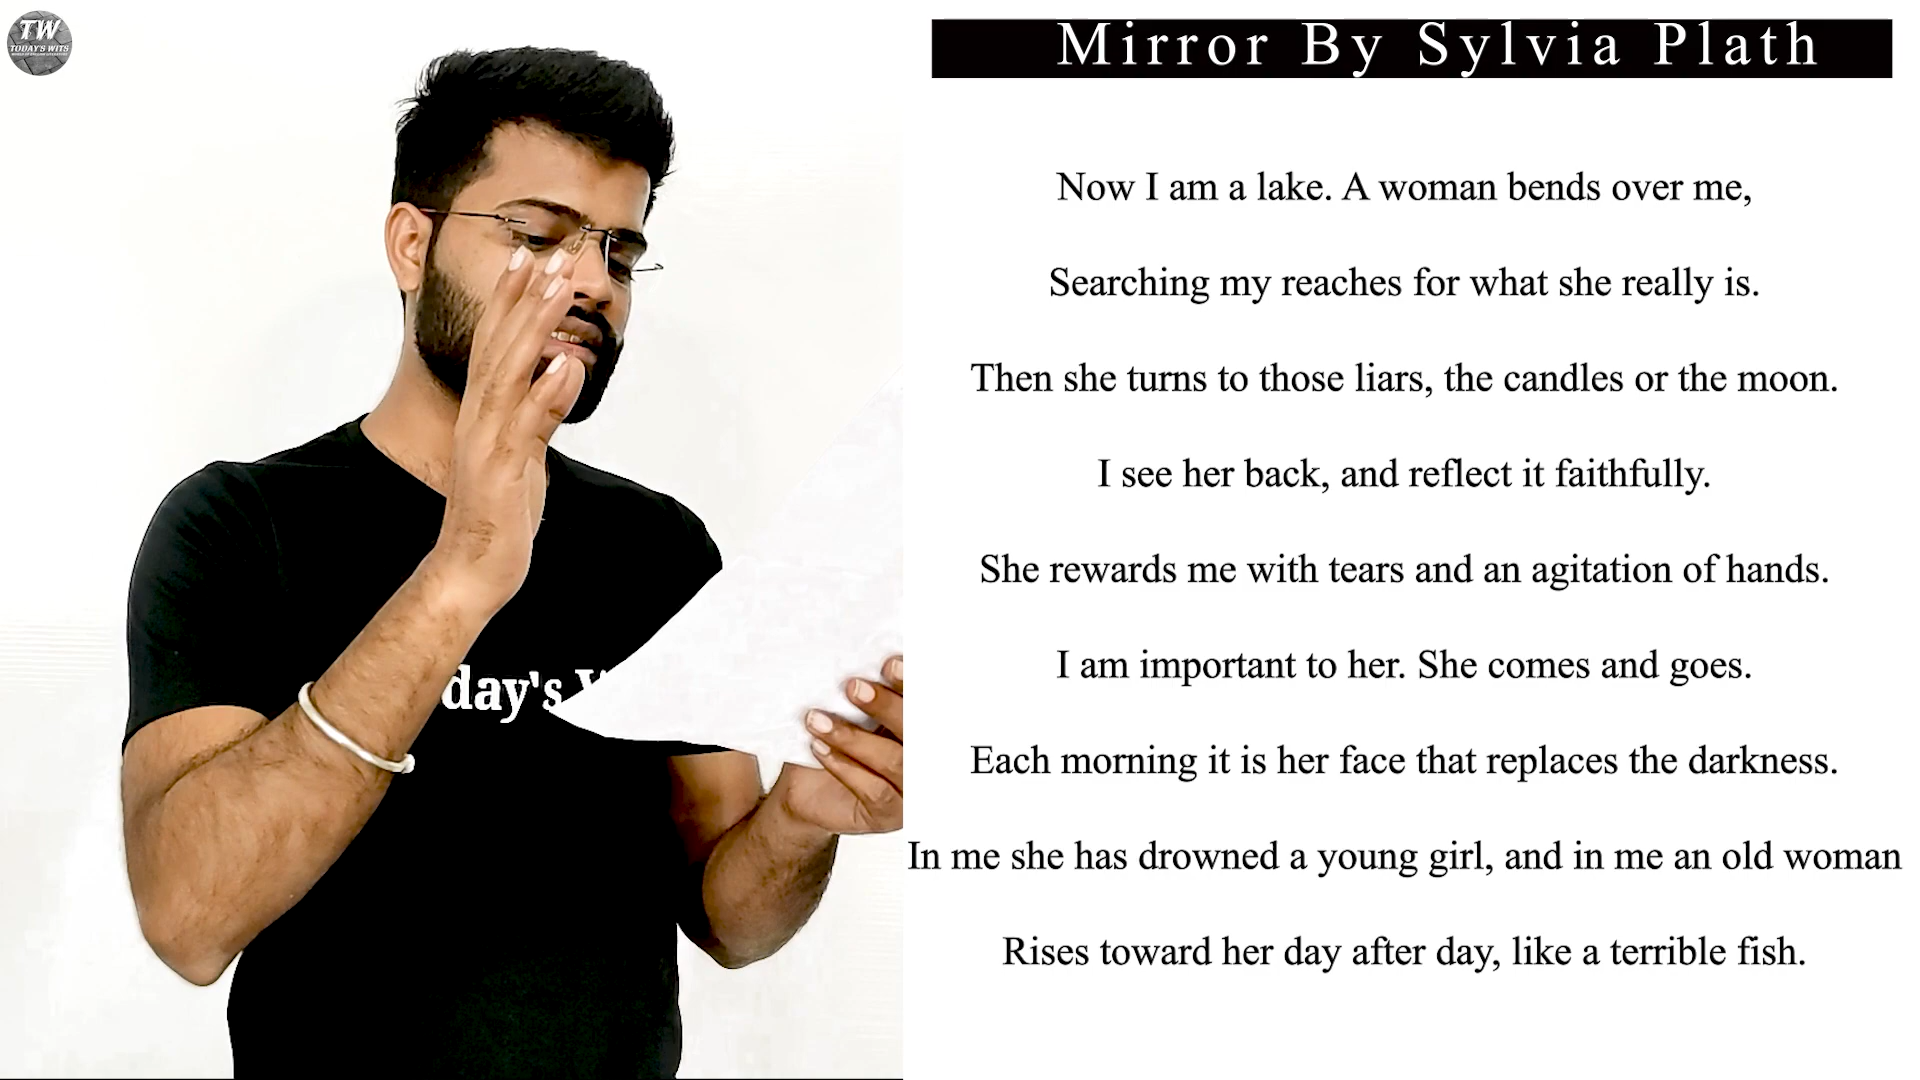 TW
TODAY'S WITS
Mirror By Sylvia Plath
Now I am a lake. A woman bends over me,
Searching my reaches for what she really is.
Then she turns to those liars, the candles or the moon.
I see her back, and reflect it faithfully.
She rewards me with tears and an agitation of hands.
I am important to her. She comes and goes.
Each morning it is her face that replaces the darkness.
In me she has drowned a young girl, and in me an old woman
Rises toward her day after day, like a terrible fish.
day's